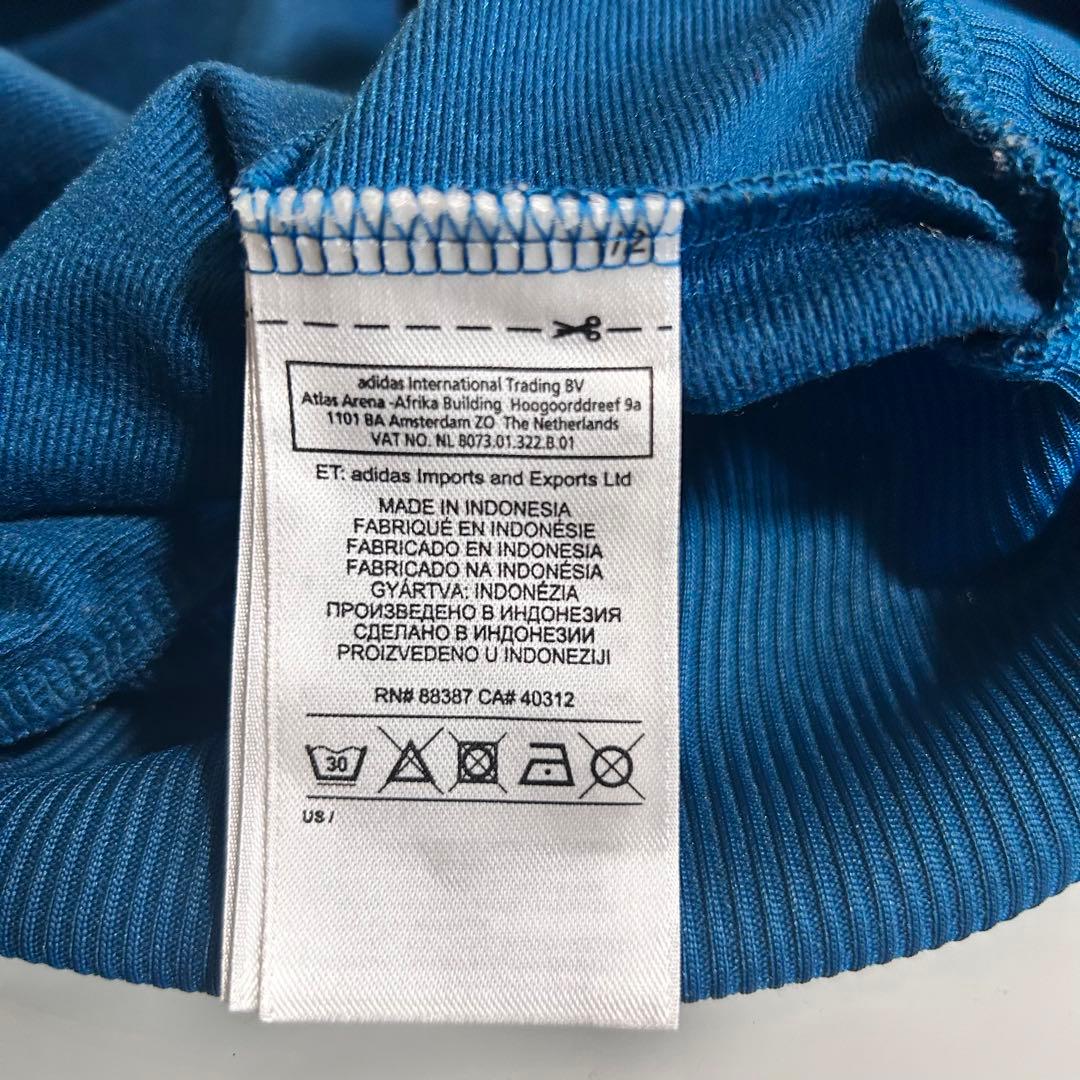 /2
adidas International Trading BV
Atlas Arena -Afrika Building Hoogoorddreef 9a
1101 BA Amsterdam ZO The Netherlands
VAT NO. NL 8073.01.322.B.01
ET: adidas Imports and Exports Ltd
MADE IN INDONESIA
FABRIQUÉ EN INDONÉSIE
FABRICADO EN INDONESIA
FABRICADO NA INDONÉSIA
GYÁRTVA: INDONÉZIA
ПРОИЗВЕДЕНО В ИНДОНЕЗИЯ
СДЕЛАНО В ИНДОНЕЗИИ
PROIZVEDENO U INDONEZIJI
RN# 88387 CA# 40312
30
US /